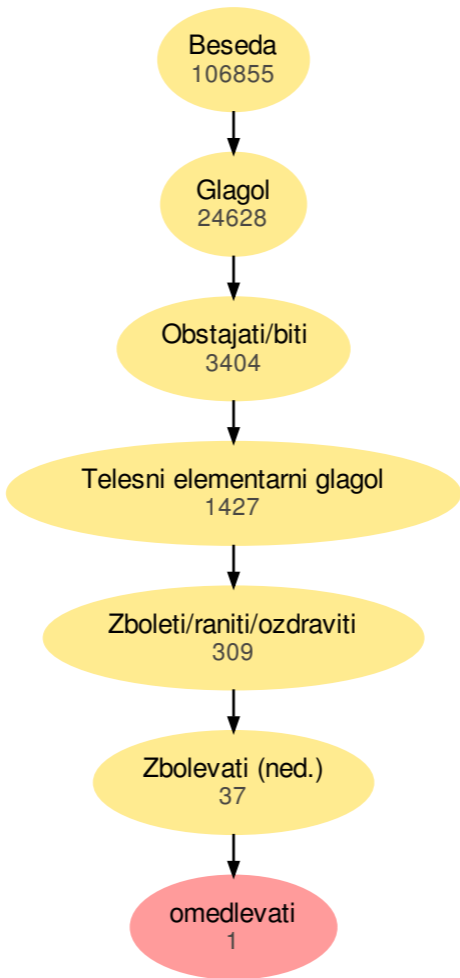 Beseda
106855
Glagol
24628
Obstajati/biti
3404
Telesni elementarni glagol
1427
Zboleti/raniti/ozdraviti
309
Zbolevati (ned.)
37
omedlevati
1